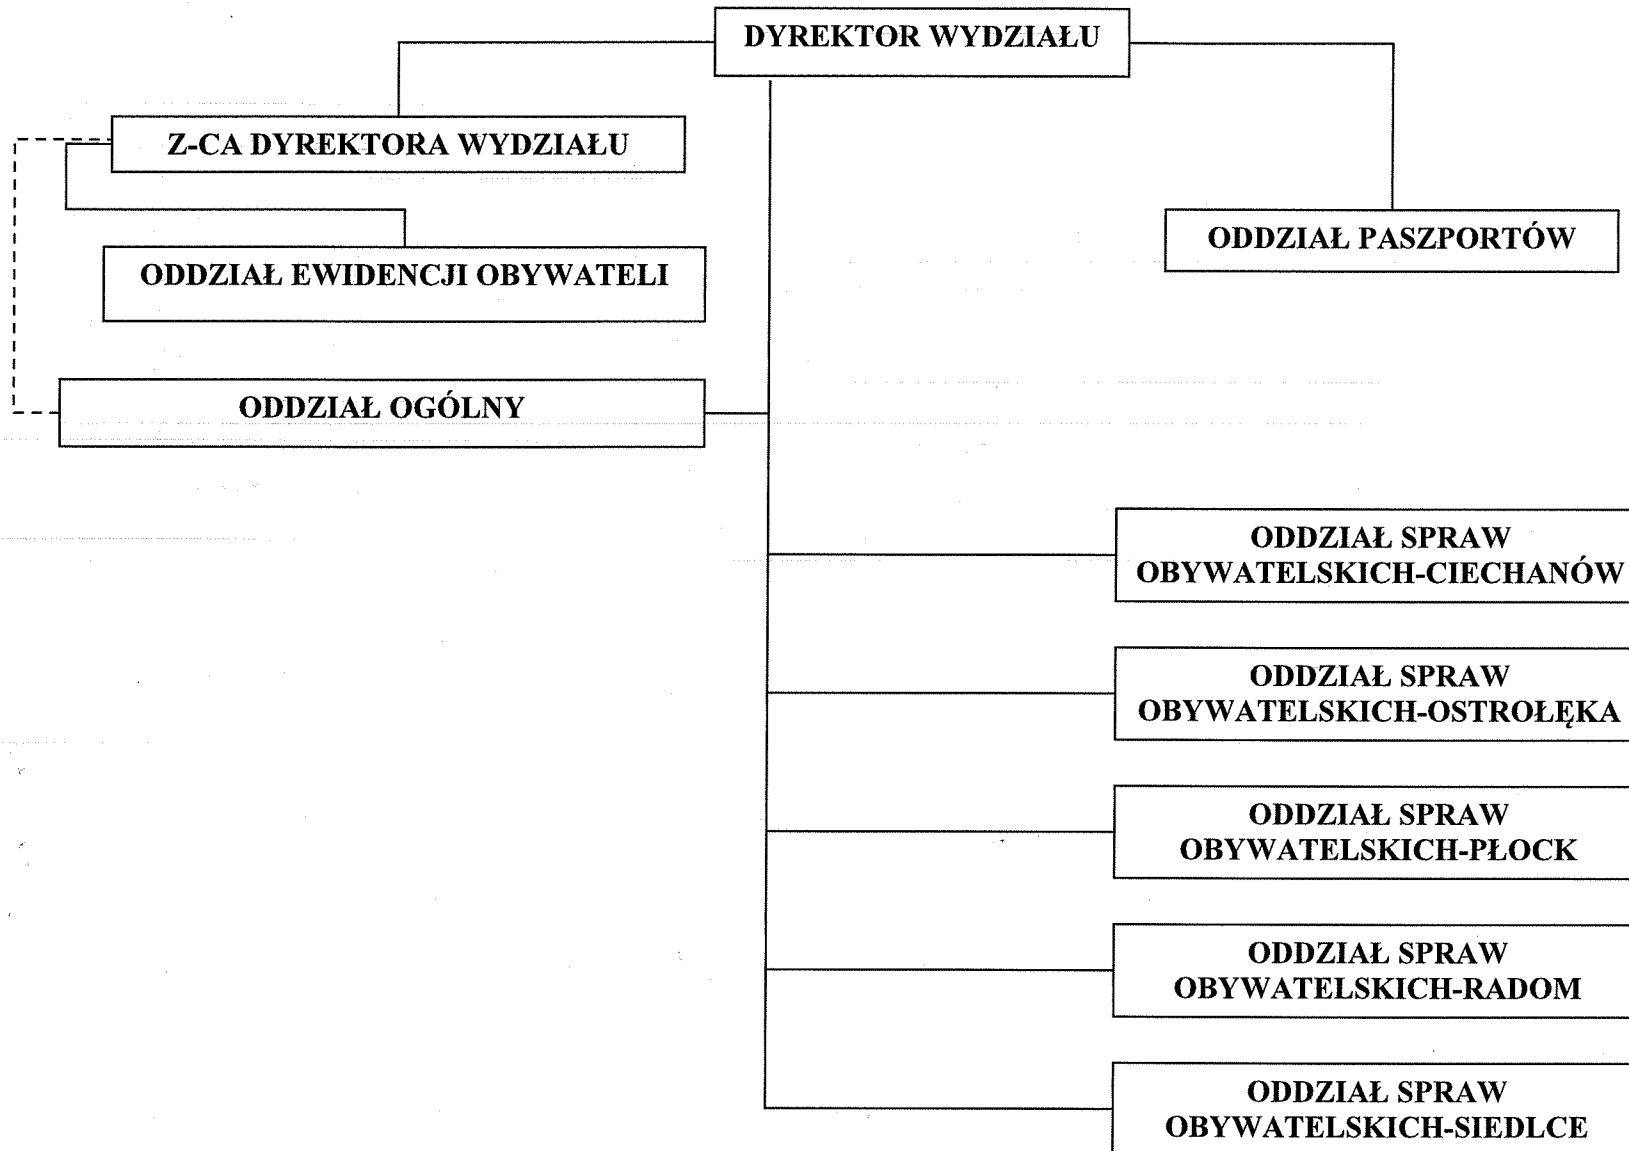 DYREKTOR WYDZIAŁU
Z-CA DYREKTORA WYDZIAŁU
ODDZIAŁ PASZPORTÓW
ODDZIAŁ EWIDENCJI OBYWATELI
ODDZIAŁ OGÓLNY
ODDZIAŁ SPRAW
OBYWATELSKICH-CIECHANÓW
ODDZIAŁ SPRAW
OBYWATELSKICH-OSTROŁĘKA
ODDZIAŁ SPRAW
OBYWATELSKICH-PŁOCK
ODDZIAŁ SPRAW
OBYWATELSKICH-RADOM
ODDZIAŁ SPRAW
OBYWATELSKICH-SIEDLCE